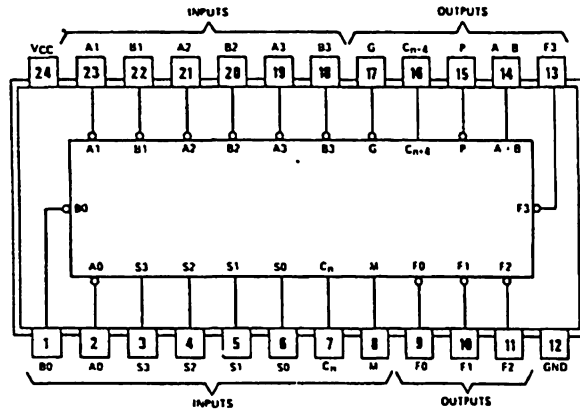 INPUTS OUTPUTS
VCC A1 B1 A2 B2 A3 B3 G Cn+4 P A B F3
24 23 22 21 20 19 18 17 16 15 14 13
A1 B1 A2 B2 A3 B3 G Cn+4 P A · B
B0 F3
A0 S3 S2 S1 S0 Cn M F0 F1 F2
1 2 3 4 5 6 7 8 9 10 11 12
B0 A0 S3 S2 S1 S0 Cn M F0 F1 F2 GND
INPUTS OUTPUTS